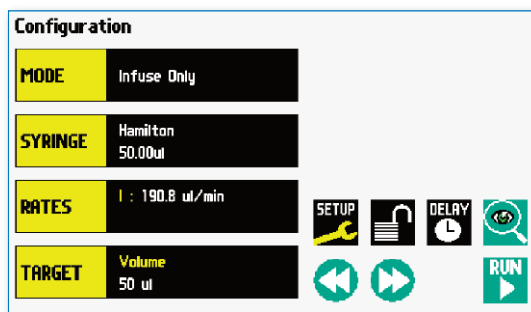 Configuration
MODE
Infuse Only
SYRINGE
Hamilton
50.00ul
RATES
I : 190.8 ul/min
TARGET
Volume
50 ul
SETUP
DELAY
RUN